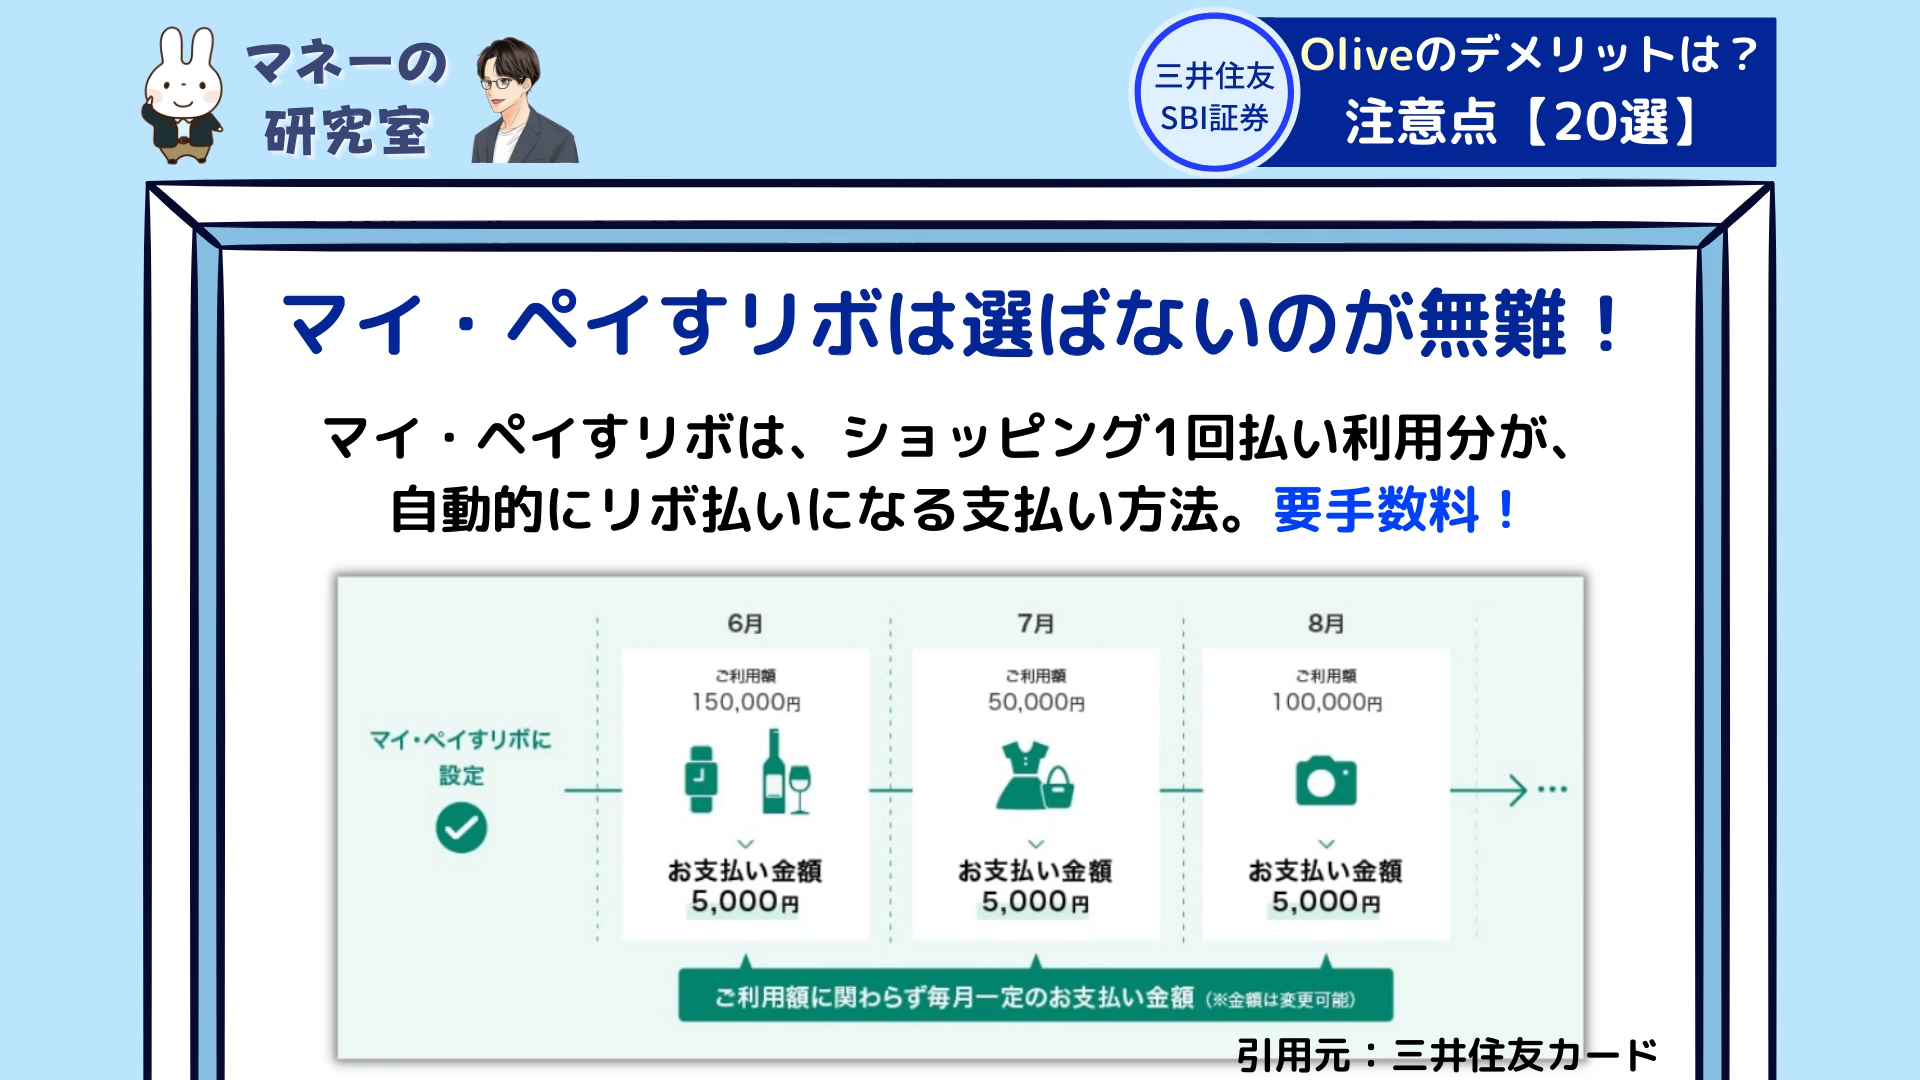 マネーの
研究室
三井住友
SBI証券
Oliveのデメリットは？
注意点【20選】
マイ・ペイすリボは選ばないのが無難！
マイ・ペイすリボは、ショッピング1回払い利用分が、
自動的にリボ払いになる支払い方法。要手数料！
マイ・ペイすリボに
設定
6月
ご利用額
150,000円
お支払い金額
5,000円
7月
ご利用額
50,000円
お支払い金額
5,000円
8月
ご利用額
100,000円
お支払い金額
5,000円
ご利用額に関わらず毎月一定のお支払い金額（※金額は変更可能）
引用元：三井住友カード